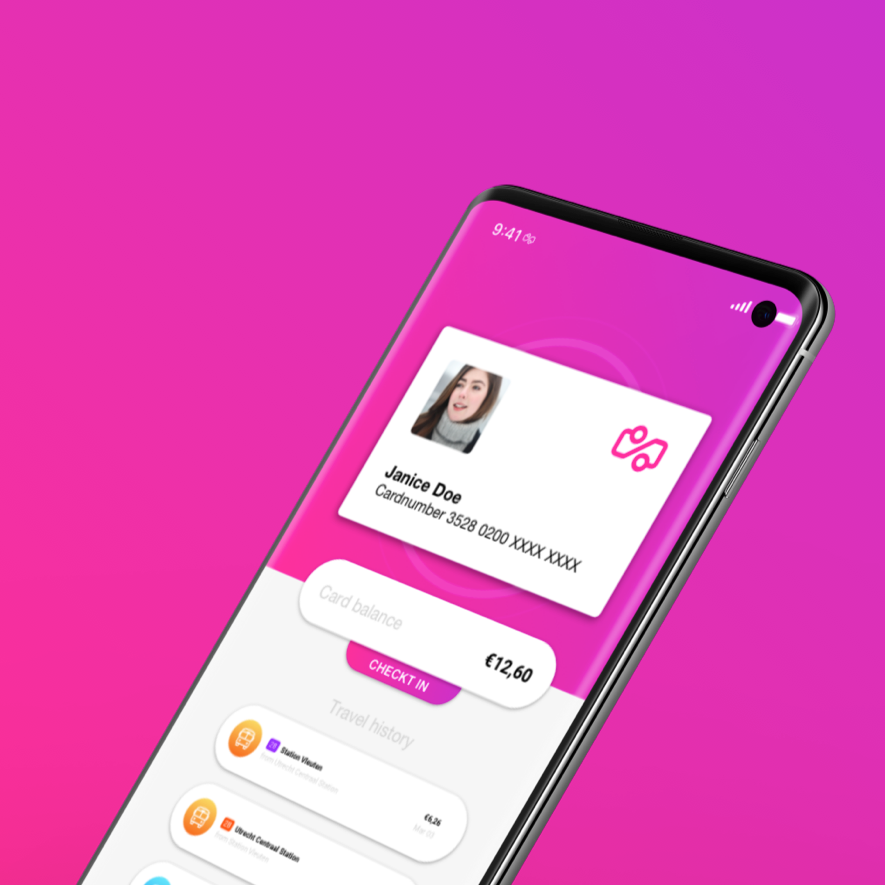 9:41
Janice Doe
Cardnumber 3528 0200 XXXX XXXX
Card balance
€12,60
CHECKT IN
Travel history
Station Vleuten
from Utrecht Centraal Station
€6,26
Mar 03
Utrecht Centraal Station
from Station Vleuten